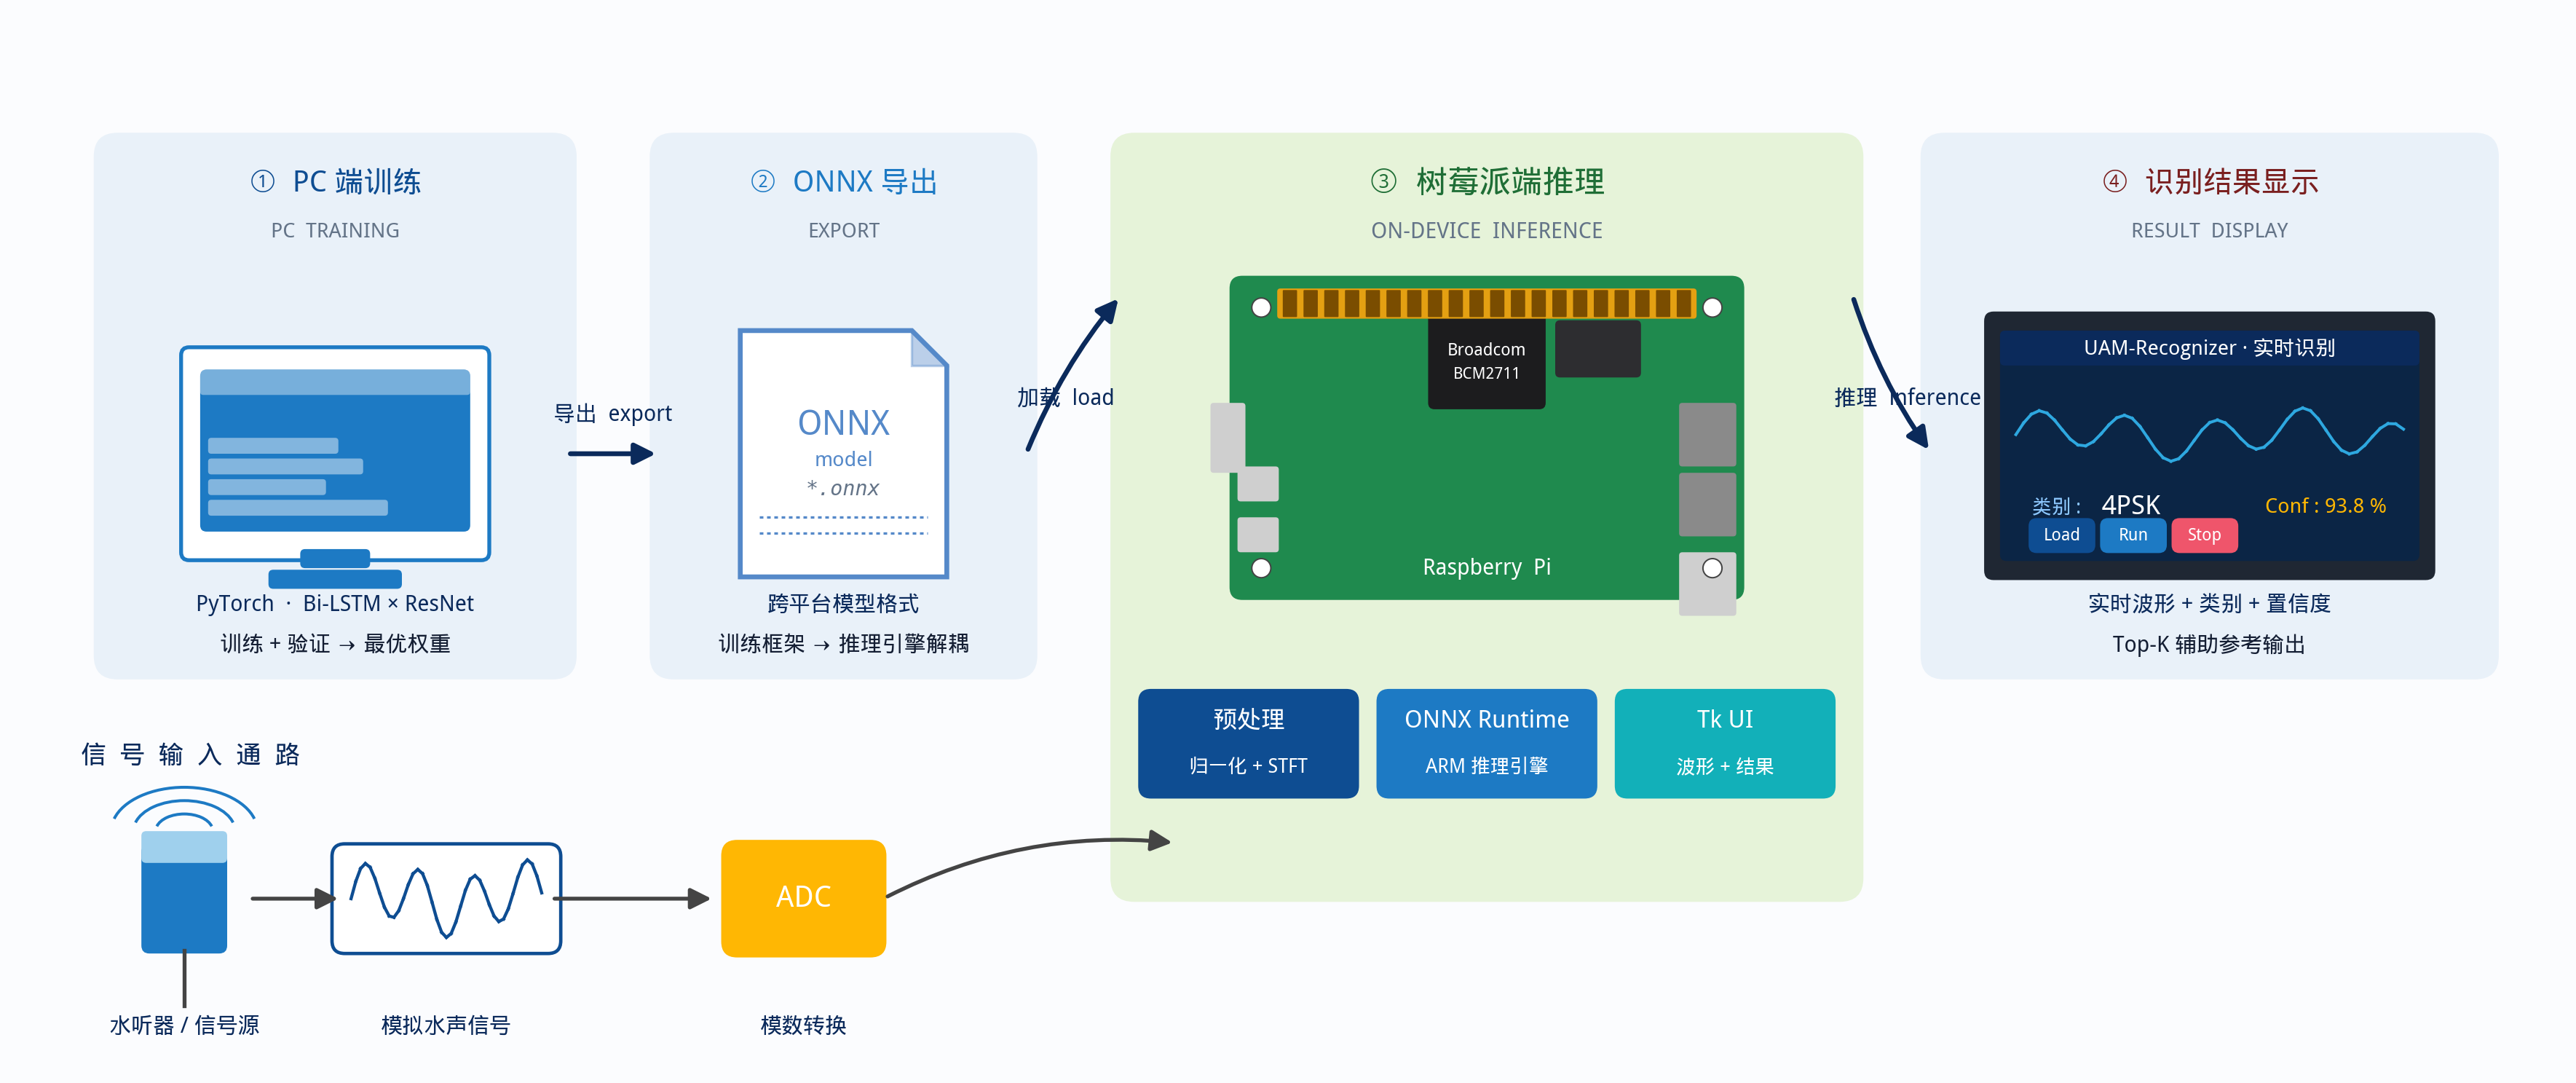 ① PC 端训练
PC TRAINING
PyTorch · Bi-LSTM × ResNet
训练 + 验证 → 最优权重
导出 export
② ONNX 导出
EXPORT
ONNX
model
*.onnx
跨平台模型格式
训练框架 → 推理引擎解耦
加载 load
③ 树莓派端推理
ON-DEVICE INFERENCE
Broadcom
BCM2711
Raspberry Pi
预处理
归一化 + STFT
ONNX Runtime
ARM 推理引擎
Tk UI
波形 + 结果
推理 inference
④ 识别结果显示
RESULT DISPLAY
UAM-Recognizer · 实时识别
类别 : 4PSK
Conf : 93.8 %
Load
Run
Stop
实时波形 + 类别 + 置信度
Top-K 辅助参考输出
信 号 输 入 通 路
水听器 / 信号源
模拟水声信号
ADC
模数转换